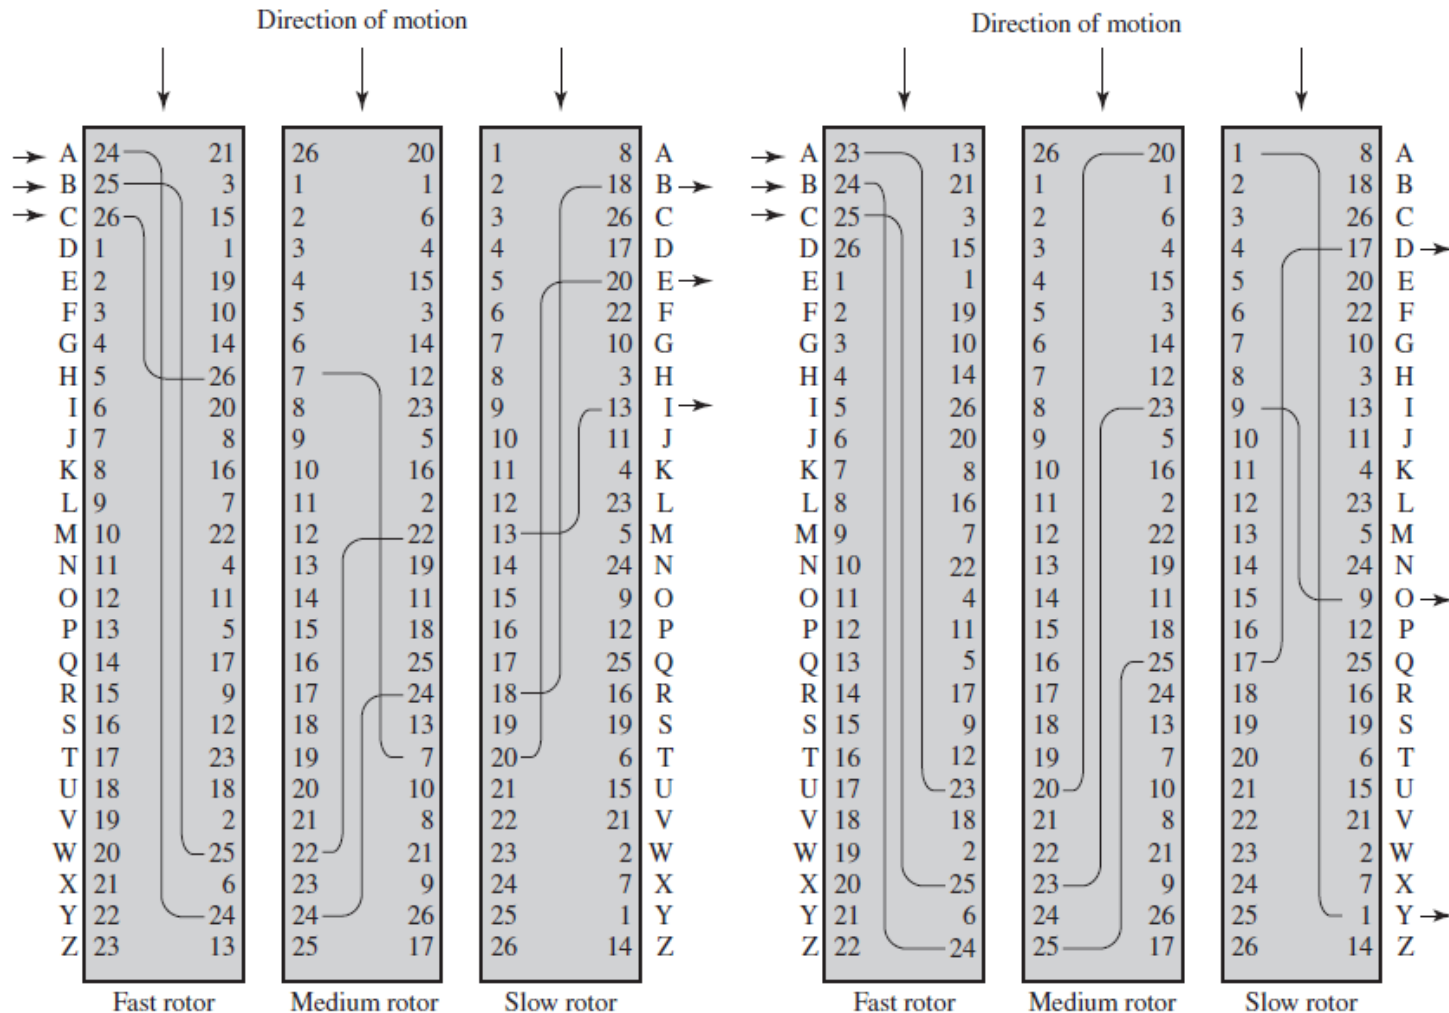 Direction of motion Direction of motion
A 24 21 26 20 1 8 A A 23 13 26 20 1 8 A
B 25 3 1 1 2 18 B B 24 21 1 1 2 18 B
C 26 15 2 6 3 26 C C 25 3 2 6 3 26 C
D 1 1 3 4 4 17 D D 26 15 3 4 4 17 D
E 2 19 4 15 5 20 E E 1 1 4 15 5 20 E
F 3 10 5 3 6 22 F F 2 19 5 3 6 22 F
G 4 14 6 14 7 10 G G 3 10 6 14 7 10 G
H 5 26 7 12 8 3 H H 4 14 7 12 8 3 H
I 6 20 8 23 9 13 I I 5 26 8 23 9 13 I
J 7 8 9 5 10 11 J J 6 20 9 5 10 11 J
K 8 16 10 16 11 4 K K 7 8 10 16 11 4 K
L 9 7 11 2 12 23 L L 8 16 11 2 12 23 L
M 10 22 12 22 13 5 M M 9 7 12 22 13 5 M
N 11 4 13 19 14 24 N N 10 22 13 19 14 24 N
O 12 11 14 11 15 9 O O 11 4 14 11 15 9 O
P 13 5 15 18 16 12 P P 12 11 15 18 16 12 P
Q 14 17 16 25 17 25 Q Q 13 5 16 25 17 25 Q
R 15 9 17 24 18 16 R R 14 17 17 24 18 16 R
S 16 12 18 13 19 19 S S 15 9 18 13 19 19 S
T 17 23 19 7 20 6 T T 16 12 19 7 20 6 T
U 18 18 20 10 21 15 U U 17 23 20 10 21 15 U
V 19 2 21 8 22 21 V V 18 18 21 8 22 21 V
W 20 25 22 21 23 2 W W 19 2 22 21 23 2 W
X 21 6 23 9 24 7 X X 20 25 23 9 24 7 X
Y 22 24 24 26 25 1 Y Y 21 6 24 26 25 1 Y
Z 23 13 25 17 26 14 Z Z 22 24 25 17 26 14 Z
Fast rotor Medium rotor Slow rotor Fast rotor Medium rotor Slow rotor